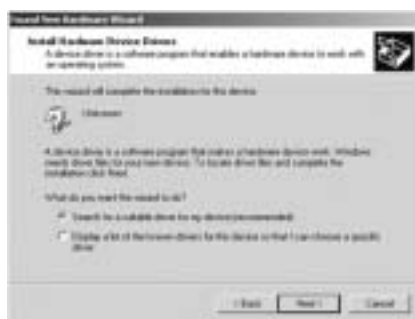 Found New Hardware Wizard
Install Hardware Device Drivers
A device driver is a software program that enables a hardware device to work with
an operating system.
This wizard will complete the installation for this device:
Unknown
A device driver is a software program that makes a hardware device work. Windows
needs driver files for your new device. To locate driver files and complete the
installation click Next.
What do you want the wizard to do?
Search for a suitable driver for my device (recommended)
Display a list of the known drivers for this device so that I can choose a specific
driver
< Back
Next >
Cancel